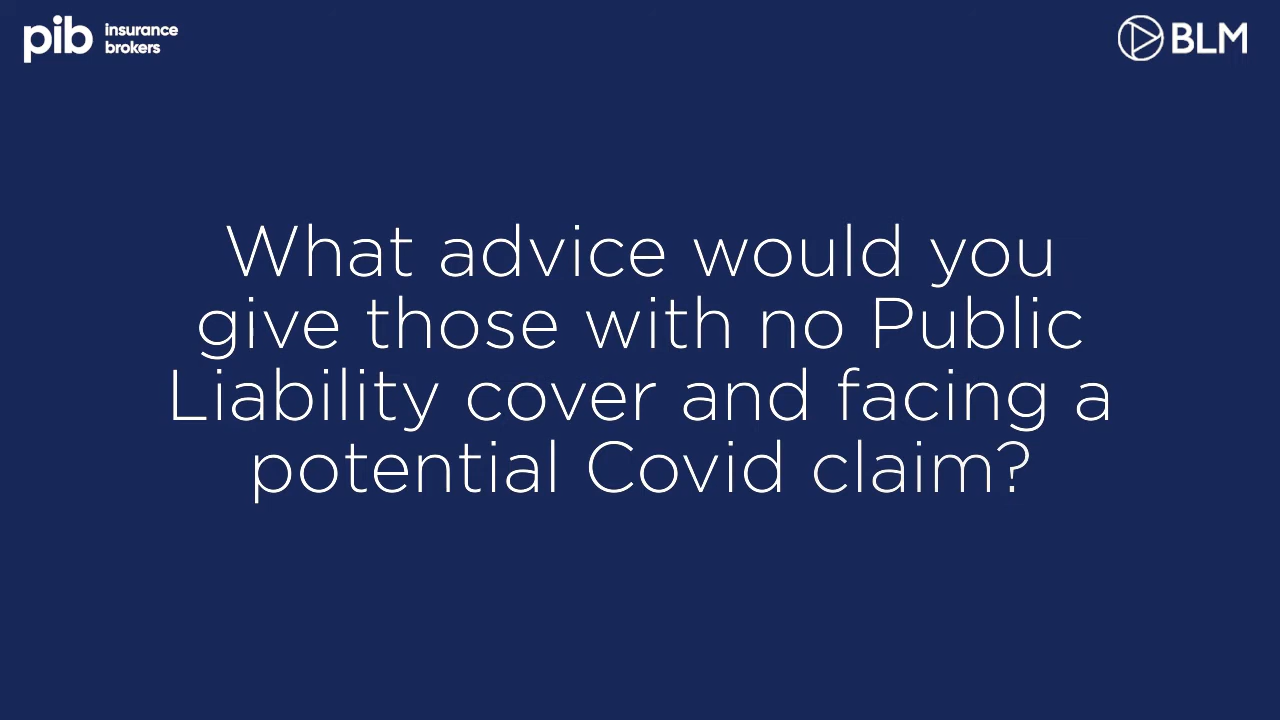 pib insurance
brokers
BLM
What advice would you
give those with no Public
Liability cover and facing a
potential Covid claim?